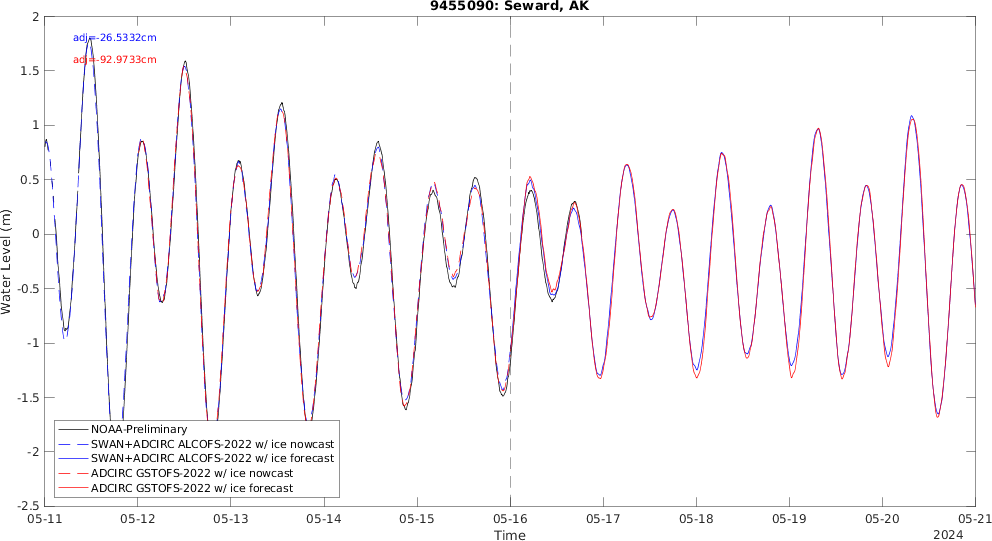 9455090: Seward, AK
adj=-26.5332cm
adj=-92.9733cm
2
1.5
1
0.5
0
-0.5
-1
-1.5
-2
-2.5
Water Level (m)
NOAA-Preliminary
SWAN+ADCIRC ALCOFS-2022 w/ ice nowcast
SWAN+ADCIRC ALCOFS-2022 w/ ice forecast
ADCIRC GSTOFS-2022 w/ ice nowcast
ADCIRC GSTOFS-2022 w/ ice forecast
05-11 05-12 05-13 05-14 05-15 05-16 05-17 05-18 05-19 05-20 05-21
Time
2024